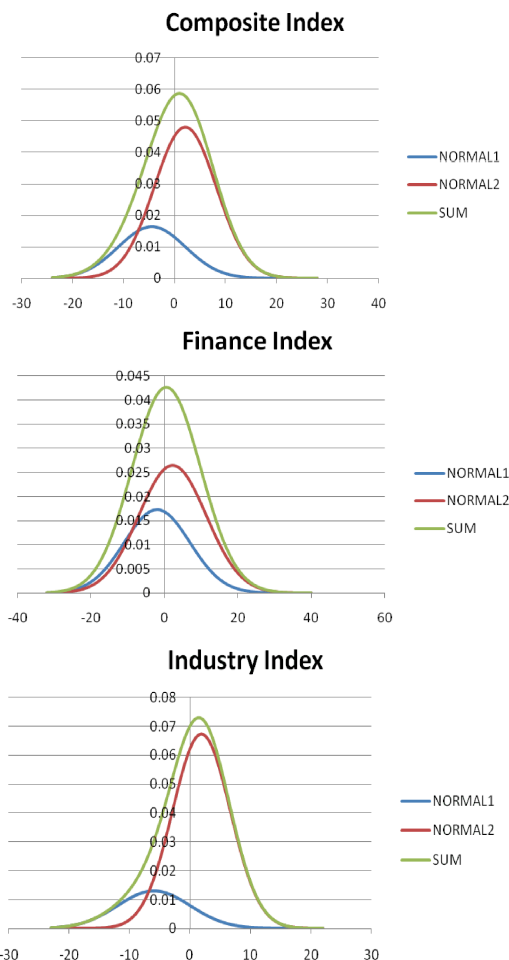 Composite Index
0.07
0.06
0.05
0.04
0.03
0.02
0.01
0
-30 -20 -10 0 10 20 30 40
NORMAL1
NORMAL2
SUM
Finance Index
0.045
0.04
0.035
0.03
0.025
0.02
0.015
0.01
0.005
0
-40 -20 0 20 40 60
NORMAL1
NORMAL2
SUM
Industry Index
0.08
0.07
0.06
0.05
0.04
0.03
0.02
0.01
0
-30 -20 -10 0 10 20 30
NORMAL1
NORMAL2
SUM